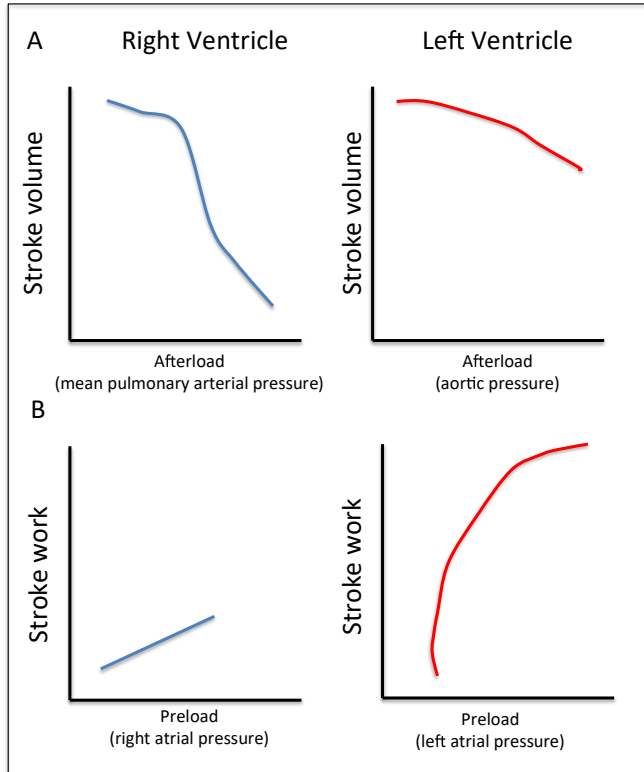 A
Right Ventricle
Left Ventricle
Stroke volume
Stroke volume
Afterload
(mean pulmonary arterial pressure)
Afterload
(aortic pressure)
B
Stroke work
Stroke work
Preload
(right atrial pressure)
Preload
(left atrial pressure)